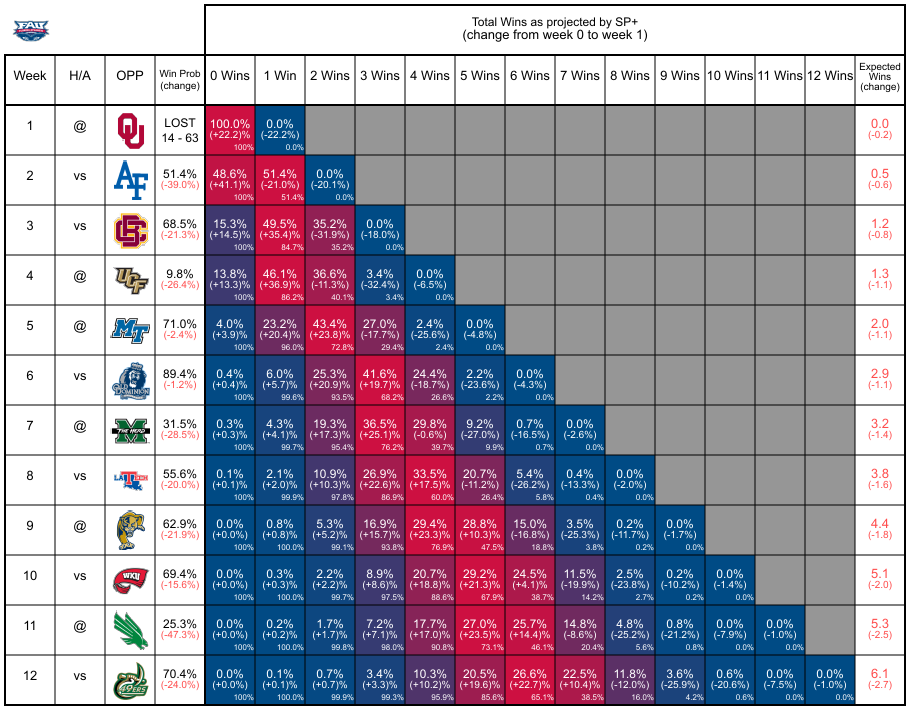 FAU
Total Wins as projected by SP+
(change from week 0 to week 1)
Week H/A OPP Win Prob (change) 0 Wins 1 Win 2 Wins 3 Wins 4 Wins 5 Wins 6 Wins 7 Wins 8 Wins 9 Wins 10 Wins 11 Wins 12 Wins Expected Wins (change)
1 @ OU LOST 100.0% 0.0% 0.0
14 - 63 (+22.2)% (-22.2%) (-0.2)
100% 0.0%
2 vs AF 51.4% 48.6% 51.4% 0.0% 0.5
(-39.0%) (+41.1)% (-21.0%) (-20.1%) (-0.6)
100% 51.4% 0.0%
3 vs BC 68.5% 15.3% 49.5% 35.2% 0.0% 1.2
(-21.3%) (+14.5)% (+35.4)% (-31.9%) (-18.0%) (-0.8)
100% 84.7% 35.2% 0.0%
4 @ UCF 9.8% 13.8% 46.1% 36.6% 3.4% 0.0% 1.3
(-26.4%) (+13.3)% (+36.9)% (-11.3%) (-32.4%) (-6.5%) (-1.1)
100% 86.2% 40.1% 3.4% 0.0%
5 @ MT 71.0% 4.0% 23.2% 43.4% 27.0% 2.4% 0.0% 2.0
(-2.4%) (+3.9)% (+20.4)% (+23.8)% (-17.7%) (-25.6%) (-4.8%) (-1.1)
100% 96.0% 72.8% 29.4% 2.4% 0.0%
6 vs OLD DOMINION 89.4% 0.4% 6.0% 25.3% 41.6% 24.4% 2.2% 0.0% 2.9
(-1.2%) (+0.4)% (+5.7)% (+20.9)% (+19.7)% (-18.7%) (-23.6%) (-4.3%) (-1.1)
100% 99.6% 93.5% 68.2% 26.6% 2.2% 0.0%
7 @ M THE HERD 31.5% 0.3% 4.3% 19.3% 36.5% 29.8% 9.2% 0.7% 0.0% 3.2
(-28.5%) (+0.3)% (+4.1)% (+17.3)% (+25.1)% (-0.6%) (-27.0%) (-16.5%) (-2.6%) (-1.4)
100% 99.7% 95.4% 76.2% 39.7% 9.9% 0.7% 0.0%
8 vs LA TECH 55.6% 0.1% 2.1% 10.9% 26.9% 33.5% 20.7% 5.4% 0.4% 0.0% 3.8
(-20.0%) (+0.1)% (+2.0)% (+10.3)% (+22.6)% (+17.5)% (-11.2%) (-26.2%) (-13.3%) (-2.0%) (-1.6)
100% 99.9% 97.8% 86.9% 60.0% 26.4% 5.8% 0.4% 0.0%
9 @ 62.9% 0.0% 0.8% 5.3% 16.9% 29.4% 28.8% 15.0% 3.5% 0.2% 0.0% 4.4
(-21.9%) (+0.0)% (+0.8)% (+5.2)% (+15.7)% (+23.3)% (+10.3)% (-16.8%) (-25.3%) (-11.7%) (-1.7%) (-1.8)
100% 100.0% 99.1% 93.8% 76.9% 47.5% 18.8% 3.8% 0.2% 0.0%
10 vs WKU 69.4% 0.0% 0.3% 2.2% 8.9% 20.7% 29.2% 24.5% 11.5% 2.5% 0.2% 0.0% 5.1
(-15.6%) (+0.0)% (+0.3)% (+2.2)% (+8.6)% (+18.8)% (+21.3)% (+4.1)% (-19.9%) (-23.8%) (-10.2%) (-1.4%) (-2.0)
100% 100.0% 99.7% 97.5% 88.6% 67.9% 38.7% 14.2% 2.7% 0.2% 0.0%
11 @ 25.3% 0.0% 0.2% 1.7% 7.2% 17.7% 27.0% 25.7% 14.8% 4.8% 0.8% 0.0% 0.0% 5.3
(-47.3%) (+0.0)% (+0.2)% (+1.7)% (+7.1)% (+17.0)% (+23.5)% (+14.4)% (-8.6%) (-25.2%) (-21.2%) (-7.9%) (-1.0%) (-2.5)
100% 100.0% 99.8% 98.0% 90.8% 73.1% 46.1% 20.4% 5.6% 0.8% 0.0% 0.0%
12 vs 49ERS 70.4% 0.0% 0.1% 0.7% 3.4% 10.3% 20.5% 26.6% 22.5% 11.8% 3.6% 0.6% 0.0% 0.0% 6.1
(-24.0%) (+0.0)% (+0.1)% (+0.7)% (+3.3)% (+10.2)% (+19.6)% (+22.7)% (+10.4)% (-12.0%) (-25.9%) (-20.6%) (-7.5%) (-1.0%) (-2.7)
100% 100.0% 99.9% 99.3% 95.9% 85.6% 65.1% 38.5% 16.0% 4.2% 0.6% 0.0% 0.0%